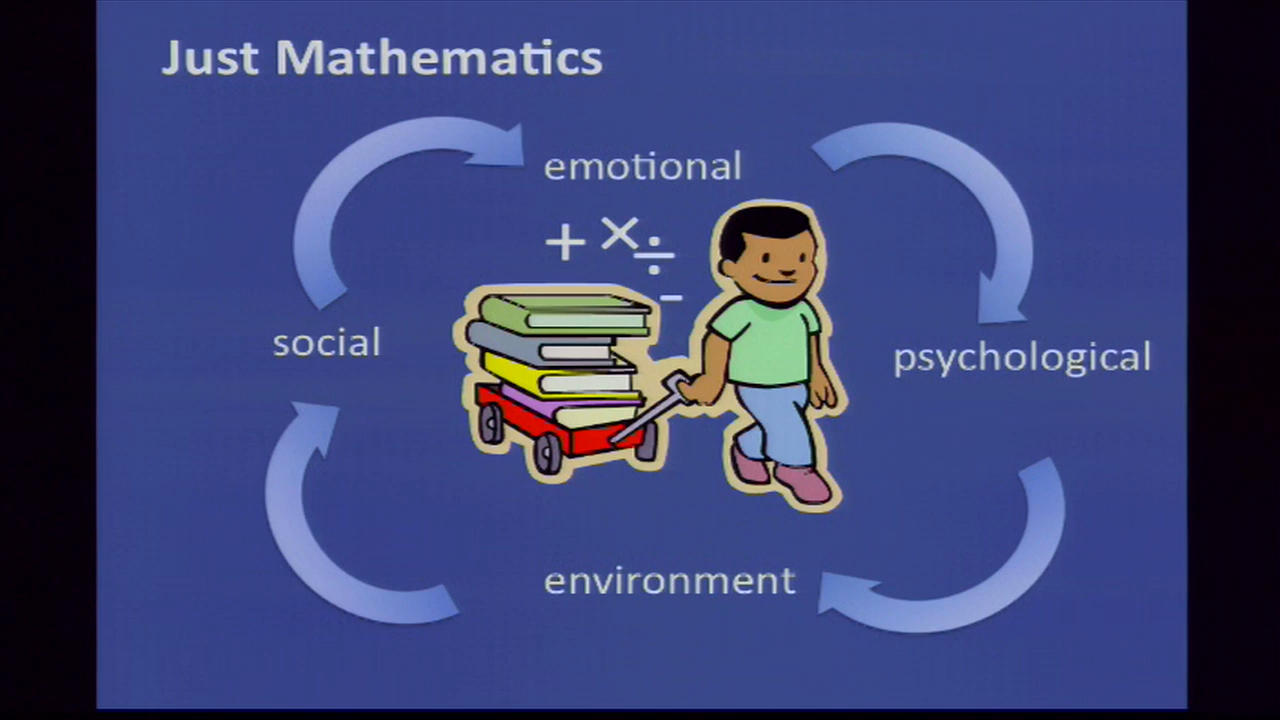 Just Mathematics
emotional
+ × ÷ -
social
psychological
environment